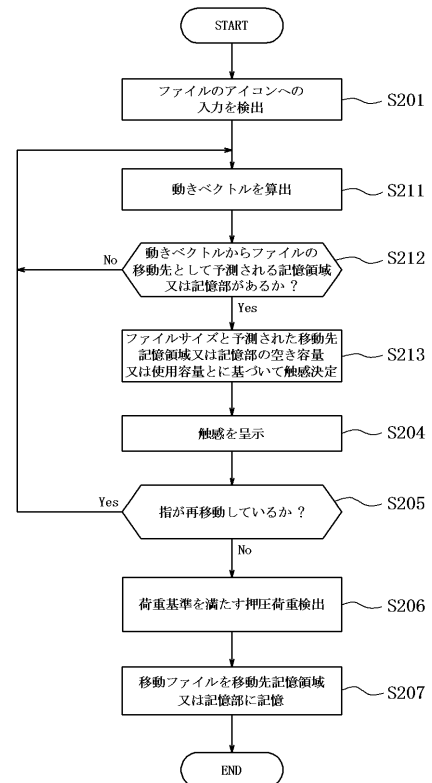 START
ファイルのアイコンへの
入力を検出
S201
動きベクトルを算出
S211
動きベクトルからファイルの
移動先として予測される記憶領域
又は記憶部があるか?
S212
No
Yes
ファイルサイズと予測された移動先
記憶領域又は記憶部の空き容量
又は使用容量とに基づいて触感決定
S213
触感を呈示
S204
指が再移動しているか?
S205
Yes
No
荷重基準を満たす押圧荷重検出
S206
移動ファイルを移動先記憶領域
又は記憶部に記憶
S207
END